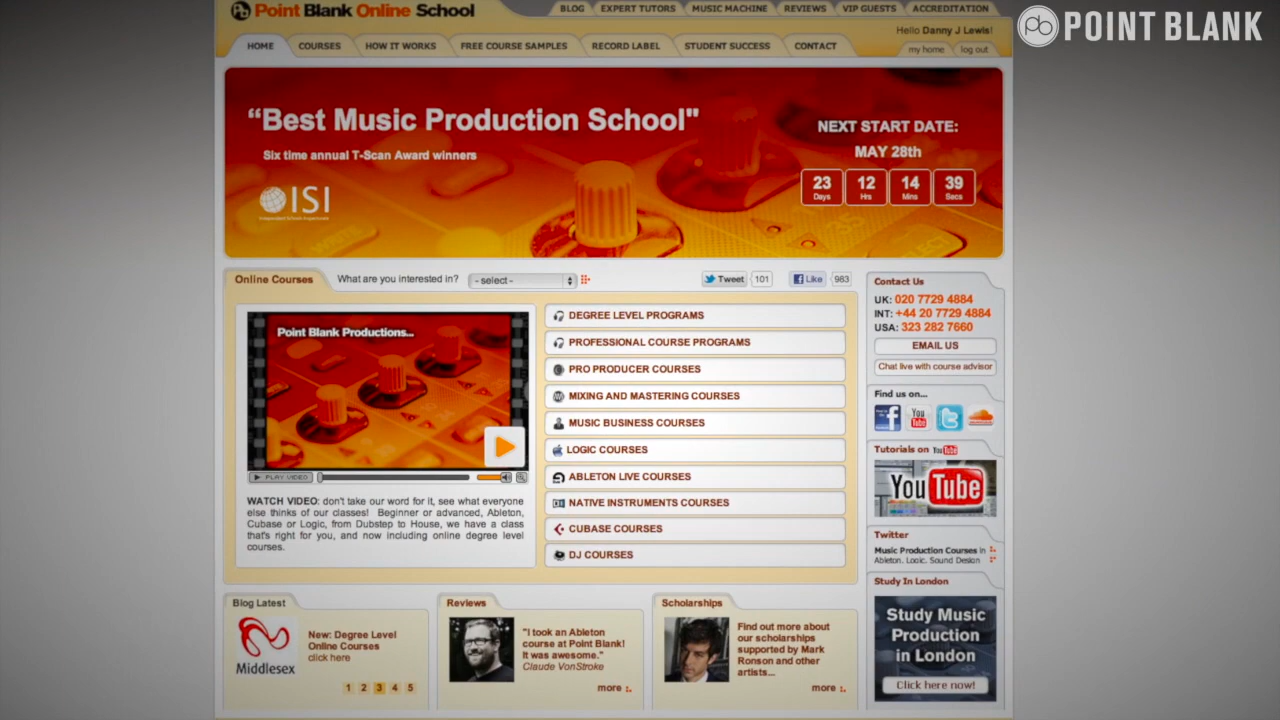 Point Blank Online School
BLOG EXPERT TUTORS MUSIC MACHINE REVIEWS VIP GUESTS ACCREDITATION
POINT BLANK
Hello Danny J Lewis!
my home log out
HOME COURSES HOW IT WORKS FREE COURSE SAMPLES RECORD LABEL STUDENT SUCCESS CONTACT
“Best Music Production School"
Six time annual T-Scan Award winners
ISI
Independent Schools Inspectorate
NEXT START DATE:
MAY 28th
23 12 14 39
Days Hrs Mins Secs
Online Courses
What are you interested in?
- select -
Tweet 101
Like 983
Point Blank Productions...
PLAY VIDEO
WATCH VIDEO: don't take our word for it, see what everyone
else thinks of our classes! Beginner or advanced, Ableton,
Cubase or Logic, from Dubstep to House, we have a class
that's right for you, and now including online degree level
courses.
DEGREE LEVEL PROGRAMS
PROFESSIONAL COURSE PROGRAMS
PRO PRODUCER COURSES
MIXING AND MASTERING COURSES
MUSIC BUSINESS COURSES
LOGIC COURSES
ABLETON LIVE COURSES
NATIVE INSTRUMENTS COURSES
CUBASE COURSES
DJ COURSES
Contact Us
UK: 020 7729 4884
INT: +44 20 7729 4884
USA: 323 282 7660
EMAIL US
Chat live with course advisor
Find us on...
You
Tube
Tutorials on YouTube
YouTube
Twitter
Music Production Courses in
Ableton, Logic, Sound Design
Study In London
Study Music
Production
in London
Click here now!
Blog Latest
Middlesex
New: Degree Level
Online Courses
click here
1 2 3 4 5
Reviews
"I took an Ableton
course at Point Blank!
It was awesome."
Claude VonStroke
more
Scholarships
Find out more about
our scholarships
supported by Mark
Ronson and other
artists...
more